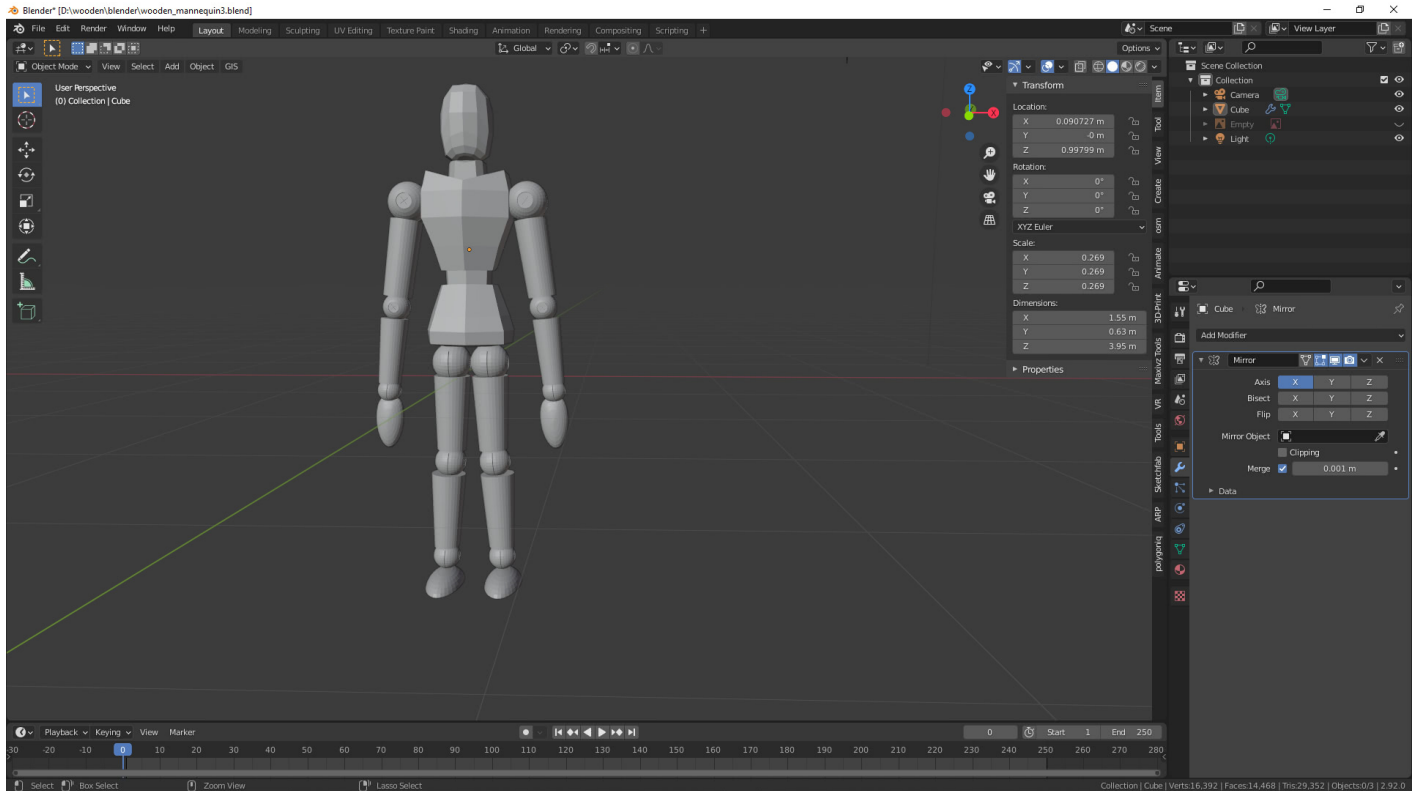 Blender* [D:\wooden\blender\wooden_mannequin3.blend]
File Edit Render Window Help Layout Modeling Sculpting UV Editing Texture Paint Shading Animation Rendering Compositing Scripting + Scene View Layer
Global Options
Object Mode View Select Add Object GIS
User Perspective
(0) Collection | Cube
Z
X
Transform
Location:
X 0.090727 m
Y -0 m
Z 0.99799 m
Rotation:
X 0°
Y 0°
Z 0°
XYZ Euler
Scale:
X 0.269
Y 0.269
Z 0.269
Dimensions:
X 1.55 m
Y 0.63 m
Z 3.95 m
Properties
Item
Tool
View
Create
osm
Animate
3D-Print
Maxivz Tools
VR
Tools
Sketchfab
ARP
polygoniq
Scene Collection
Collection
Camera
Cube
Empty
Light
Cube Mirror
Add Modifier
Mirror
Axis X Y Z
Bisect X Y Z
Flip X Y Z
Mirror Object
Clipping
Merge 0.001 m
Data
Playback Keying View Marker 0 Start 1 End 250
-30 -20 -10 0 10 20 30 40 50 60 70 80 90 100 110 120 130 140 150 160 170 180 190 200 210 220 230 240 250 260 270 280
Select Box Select Zoom View Lasso Select Collection | Cube | Verts:16,392 | Faces:14,468 | Tris:29,352 | Objects:0/3 | 2.92.0